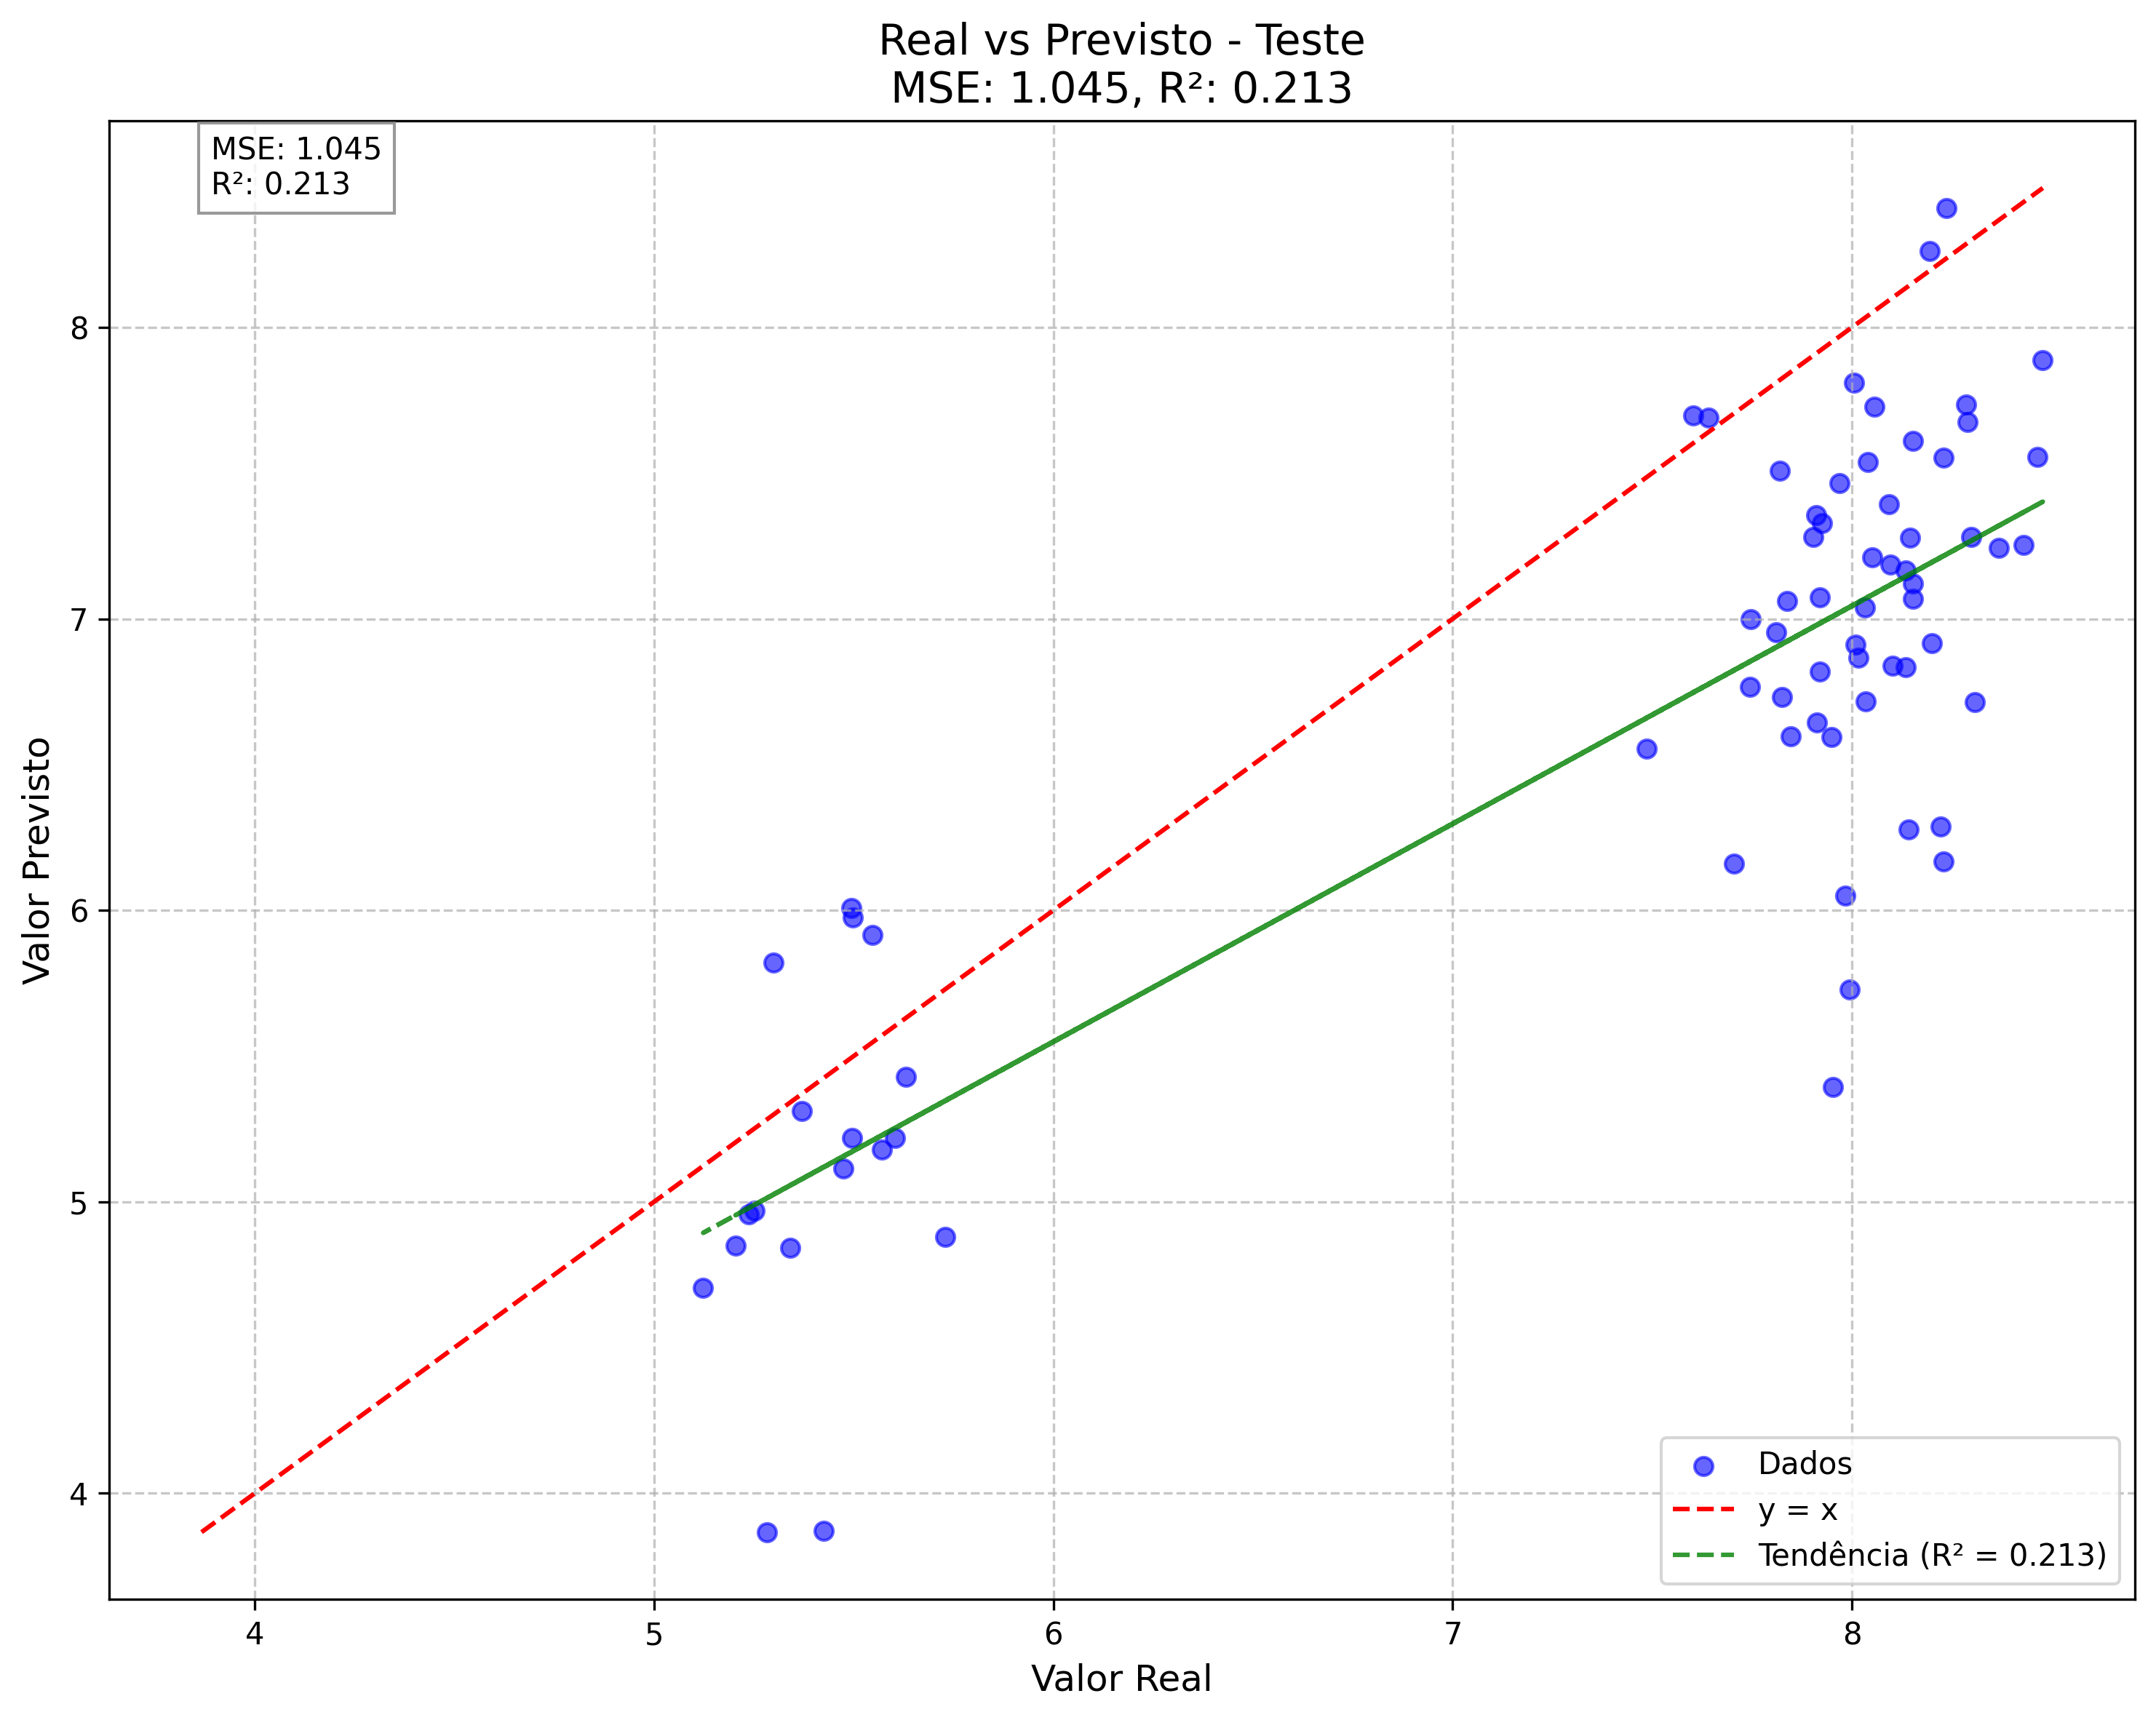 Real vs Previsto - Teste
MSE: 1.045, R²: 0.213
MSE: 1.045
R²: 0.213
8
7
6
5
4
Valor Previsto
4
5
6
7
8
Valor Real
Dados
y = x
Tendência (R² = 0.213)